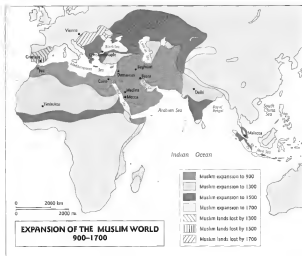 Vienna
Baghdad
Damascus
Cairo
Medina
Mecca
Fez
Timbuktu
Delhi
Arabian Sea
Bay of
Bengal
South
China
Sea
Malacca
Indian Ocean
0 2000 km
0 2000 mi
EXPANSION OF THE MUSLIM WORLD
900–1700
Muslim expansion to 900
Muslim expansion to 1300
Muslim expansion to 1500
Muslim expansion to 1700
Muslim lands lost by 1300
Muslim lands lost by 1500
Muslim lands lost by 1700